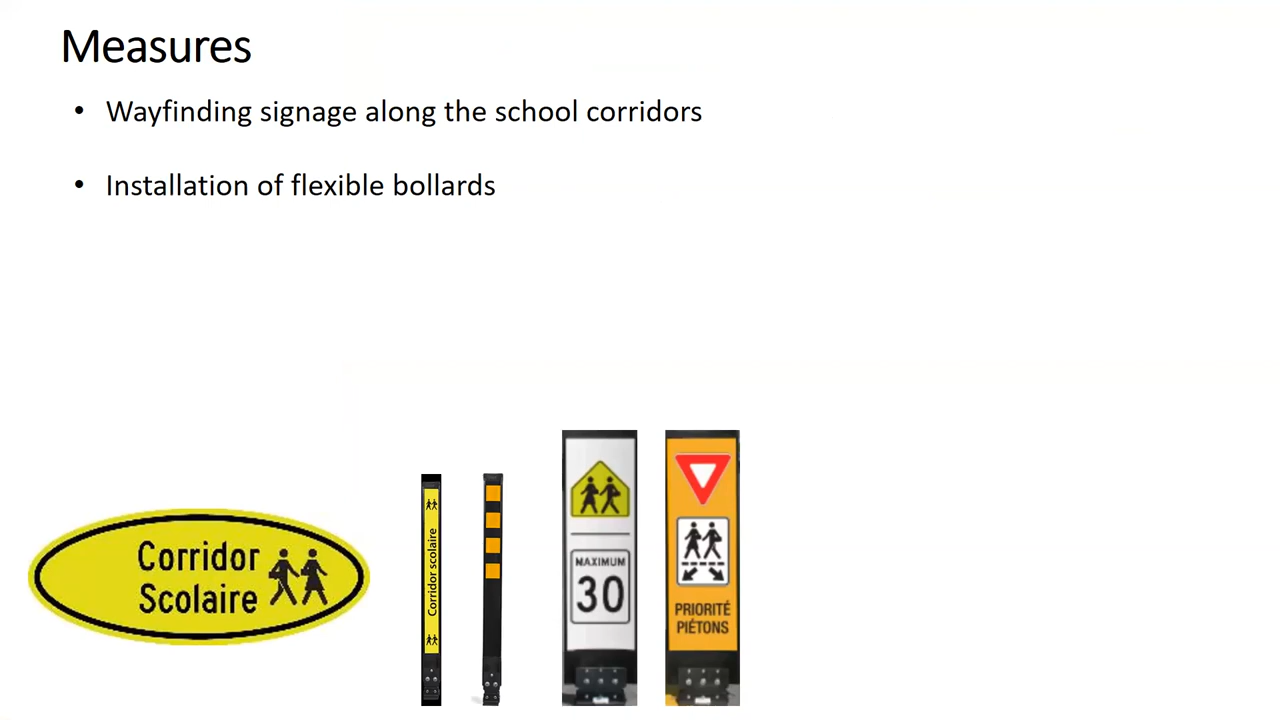 Measures
• Wayfinding signage along the school corridors
• Installation of flexible bollards
Corridor
Scolaire
Corridor scolaire
MAXIMUM
30
PRIORITÉ
PIÉTONS